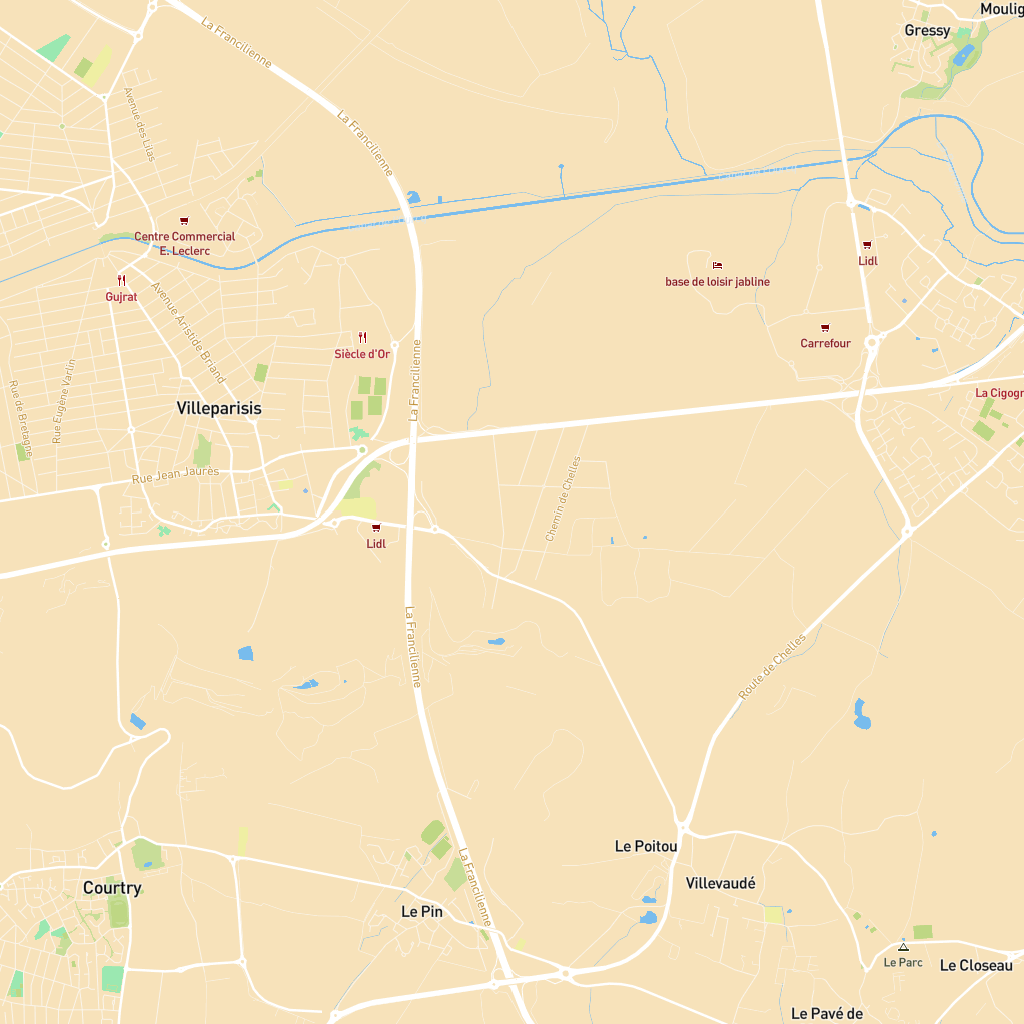 Moulig
Gressy
La Francilienne
Avenue des Lilas
La Francilienne
Centre Commercial
E. Leclerc
Lidl
base de loisir jabline
Gujrat
Avenue Aristide Briand
Siècle d'Or
Carrefour
La Francilienne
Rue Eugène Varlin
Rue de Bretagne
Villeparisis
La Cigogn
Rue Jean Jaurès
Chemin de Chelles
Lidl
La Francilienne
Route de Chelles
Le Poitou
La Francilienne
Villevaudé
Courtry
Le Pin
Le Parc
Le Closeau
Le Pavé de